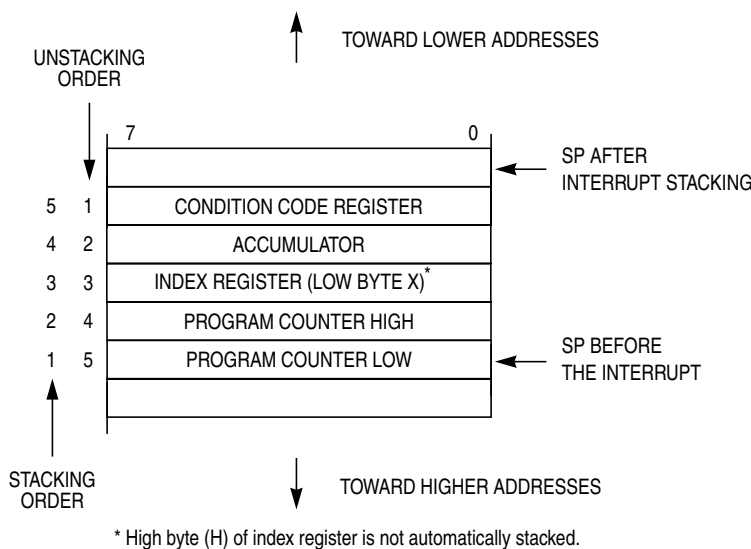 TOWARD LOWER ADDRESSES
UNSTACKING
ORDER
7 0
SP AFTER
INTERRUPT STACKING
5 1 CONDITION CODE REGISTER
4 2 ACCUMULATOR
3 3 INDEX REGISTER (LOW BYTE X)*
2 4 PROGRAM COUNTER HIGH
1 5 PROGRAM COUNTER LOW
SP BEFORE
THE INTERRUPT
STACKING
ORDER
TOWARD HIGHER ADDRESSES
* High byte (H) of index register is not automatically stacked.